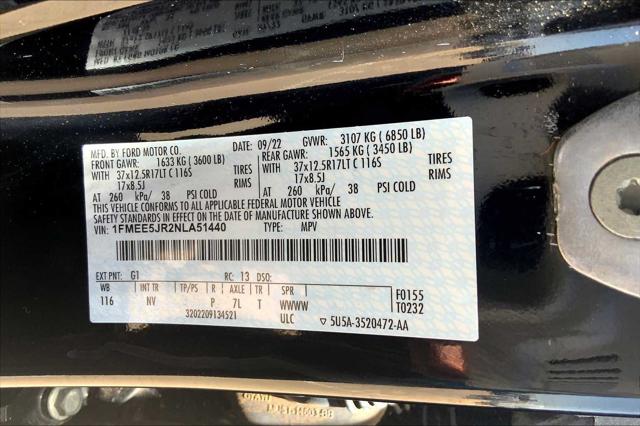 MFD. BY FORD MOTOR CO. DATE: 09/22 GVWR: 3107 KG ( 6850 LB)
FRONT GAWR: 1633 KG ( 3600 LB) REAR GAWR: 1565 KG ( 3450 LB)
WITH 37x12.5R17LT C 116S TIRES WITH 37x12.5R17LT C 116S TIRES
17x8.5J RIMS 17x8.5J RIMS
AT 260 kPa/ 38 PSI COLD AT 260 kPa/ 38 PSI COLD
THIS VEHICLE CONFORMS TO ALL APPLICABLE FEDERAL MOTOR VEHICLE
SAFETY STANDARDS IN EFFECT ON THE DATE OF MANUFACTURE SHOWN ABOVE.
VIN: 1FMEE5JR2NLA51440 TYPE: MPV
EXT PNT: G1 RC: 13 DSO:
WB INT TR TP/PS R AXLE TR SPR
116 NV P 7L T WWWW
F0155
T0232
3202209134521 ULC ▽ 5U5A-3520472-AA